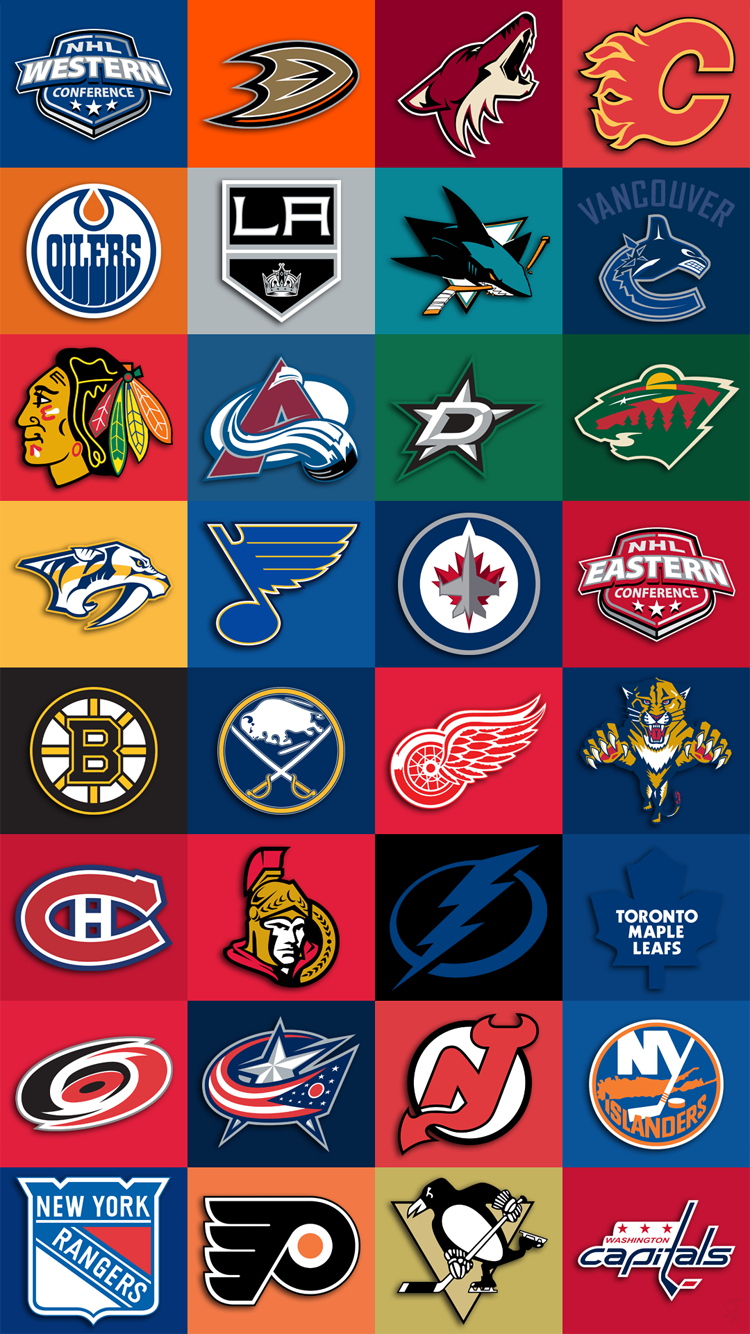 NHL
WESTERN
CONFERENCE
OILERS
LA
VANCOUVER
D
NHL
EASTERN
CONFERENCE
B
H
TORONTO
MAPLE
LEAFS
NJ
NY
ISLANDERS
NEW YORK
RANGERS
P
WASHINGTON
capitals